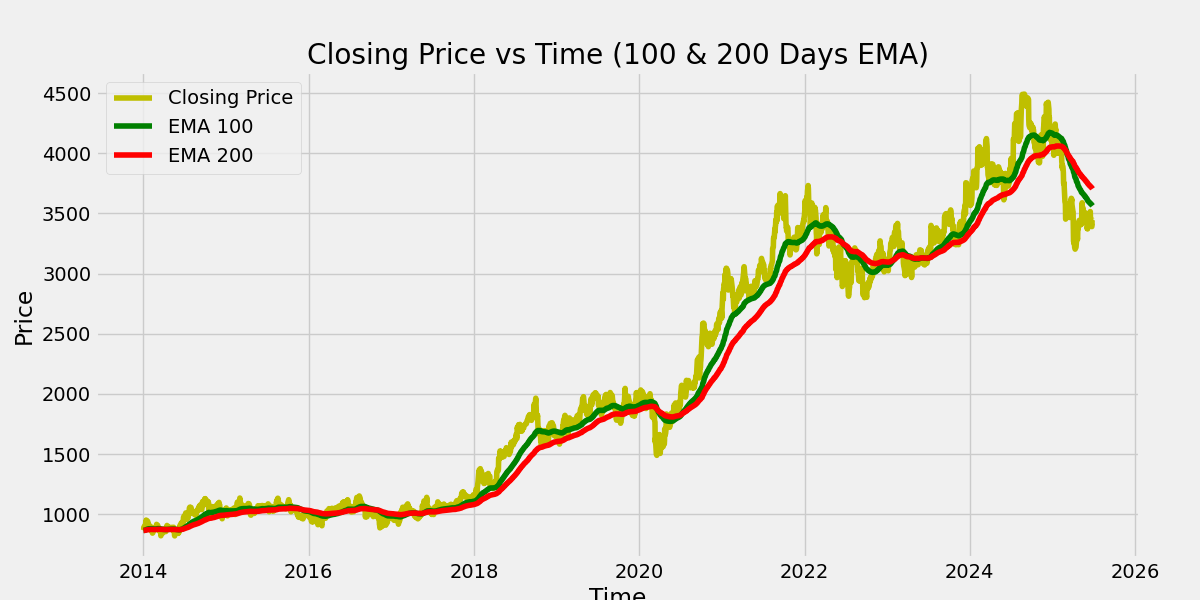 Closing Price vs Time (100 & 200 Days EMA)
Closing Price
EMA 100
EMA 200
Price
4500
4000
3500
3000
2500
2000
1500
1000
2014 2016 2018 2020 2022 2024 2026
Time